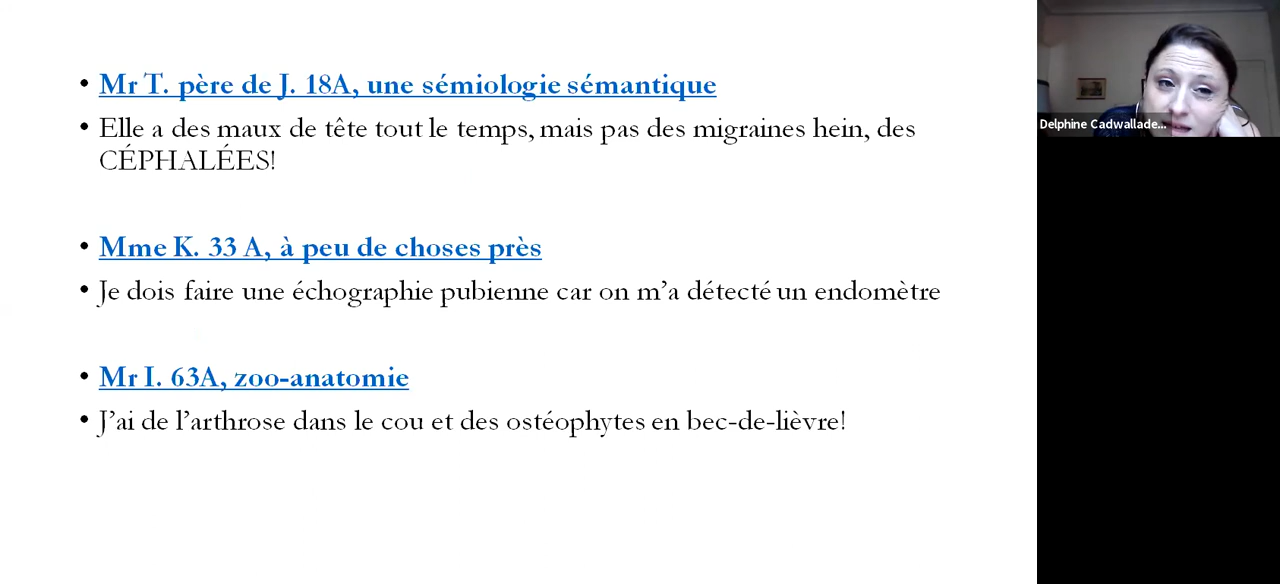 • Mr T. père de J. 18A, une sémiologie sémantique
• Elle a des maux de tête tout le temps, mais pas des migraines hein, des
CÉPHALÉES!
• Mme K. 33 A, à peu de choses près
• Je dois faire une échographie pubienne car on m’a détecté un endomètre
• Mr I. 63A, zoo-anatomie
• J’ai de l’arthrose dans le cou et des ostéophytes en bec-de-lièvre!
Delphine Cadwallade...